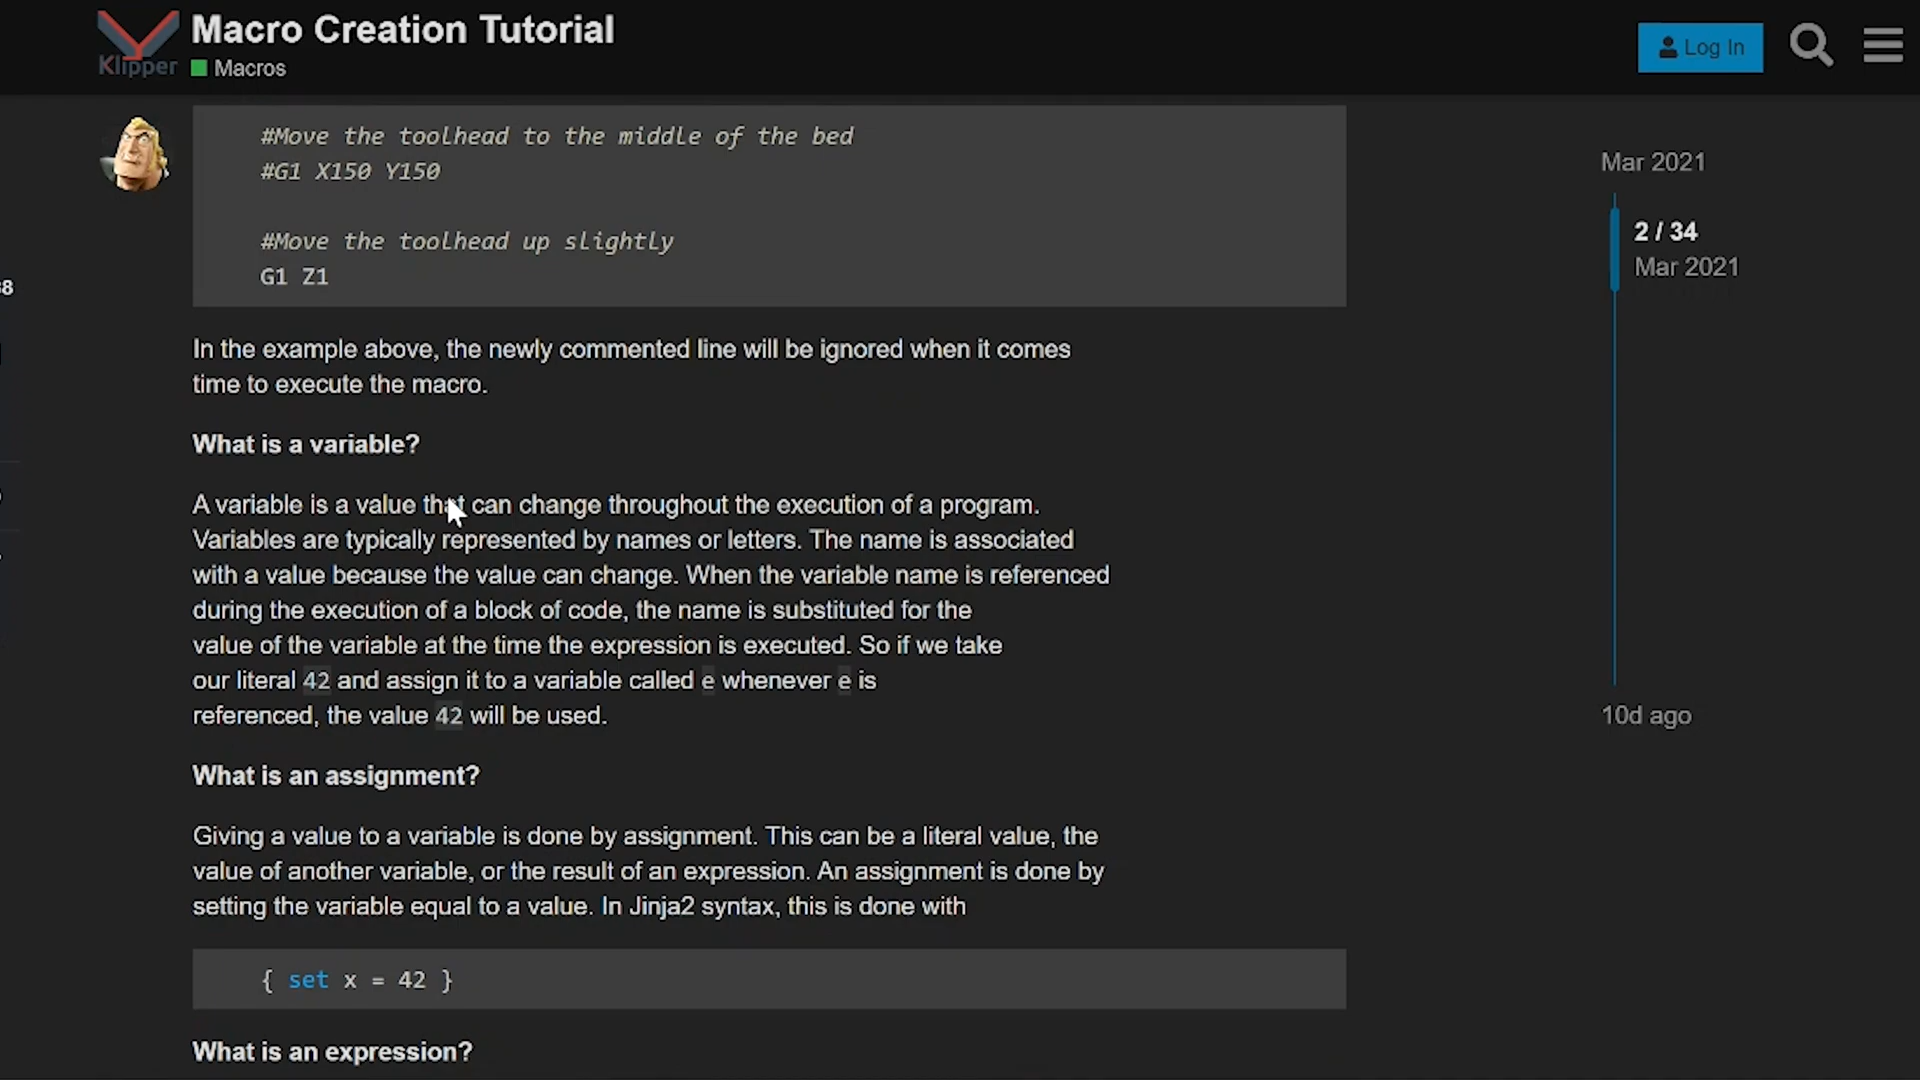 Macro Creation Tutorial
Klipper
Macros
Log In
#Move the toolhead to the middle of the bed
#G1 X150 Y150
#Move the toolhead up slightly
G1 Z1
Mar 2021
2 / 34
Mar 2021
8
In the example above, the newly commented line will be ignored when it comes
time to execute the macro.
What is a variable?
A variable is a value that can change throughout the execution of a program.
Variables are typically represented by names or letters. The name is associated
with a value because the value can change. When the variable name is referenced
during the execution of a block of code, the name is substituted for the
value of the variable at the time the expression is executed. So if we take
our literal 42 and assign it to a variable called e whenever e is
referenced, the value 42 will be used.
10d ago
What is an assignment?
Giving a value to a variable is done by assignment. This can be a literal value, the
value of another variable, or the result of an expression. An assignment is done by
setting the variable equal to a value. In Jinja2 syntax, this is done with
{ set x = 42 }
What is an expression?